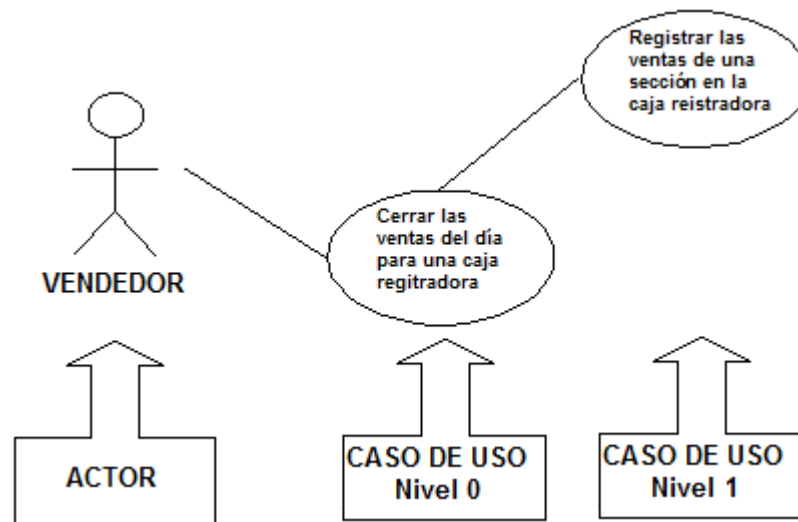 Registrar las
ventas de una
sección en la
caja reistradora
Cerrar las
ventas del día
para una caja
regitradora
VENDEDOR
ACTOR
CASO DE USO
Nivel 0
CASO DE USO
Nivel 1